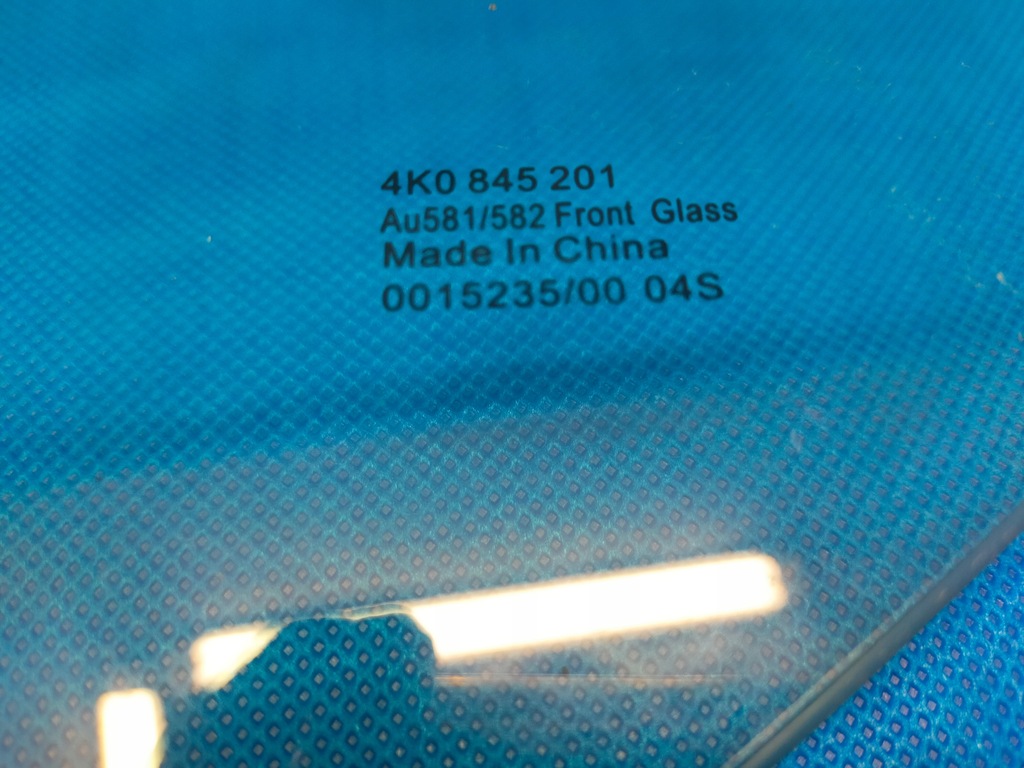 4K0 845 201
Au581/582 Front Glass
Made In China
0015235/00 04S